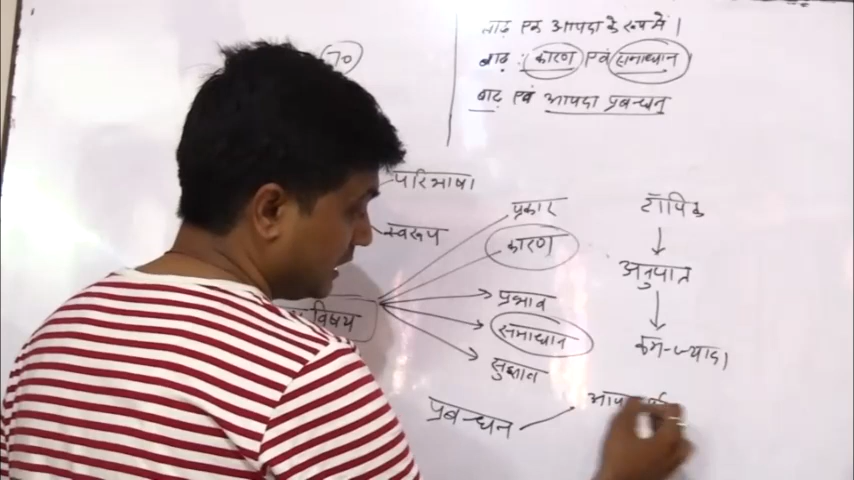 70
बाढ़ एक आपदा के रूप में।
बाढ़ : कारण एवं समाधान
बाढ़ एवं आपदा प्रबन्धन
परिभाषा
स्वरूप
विषय
प्रकार
कारण
प्रभाव
समाधान
सुझाव
प्रबन्धन
टॉपिक
अनुपात
कम-ज्यादा